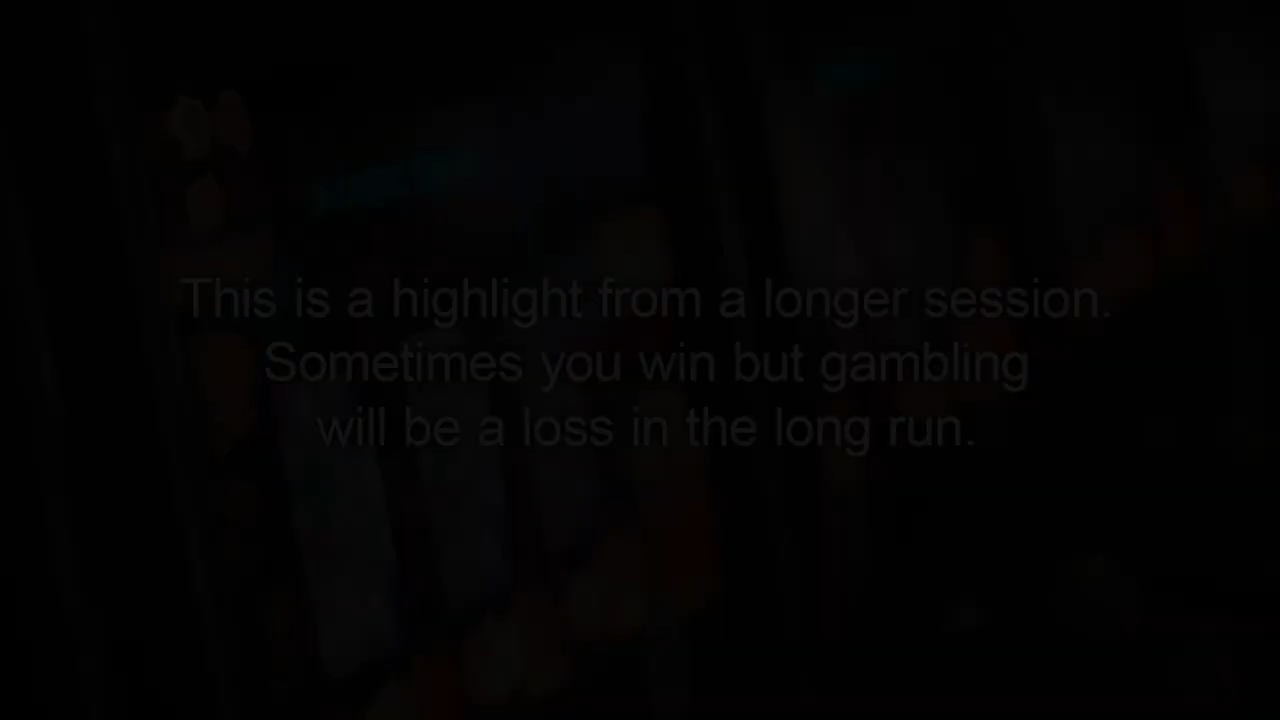 This is a highlight from a longer session.
Sometimes you win but gambling
will be a loss in the long run.